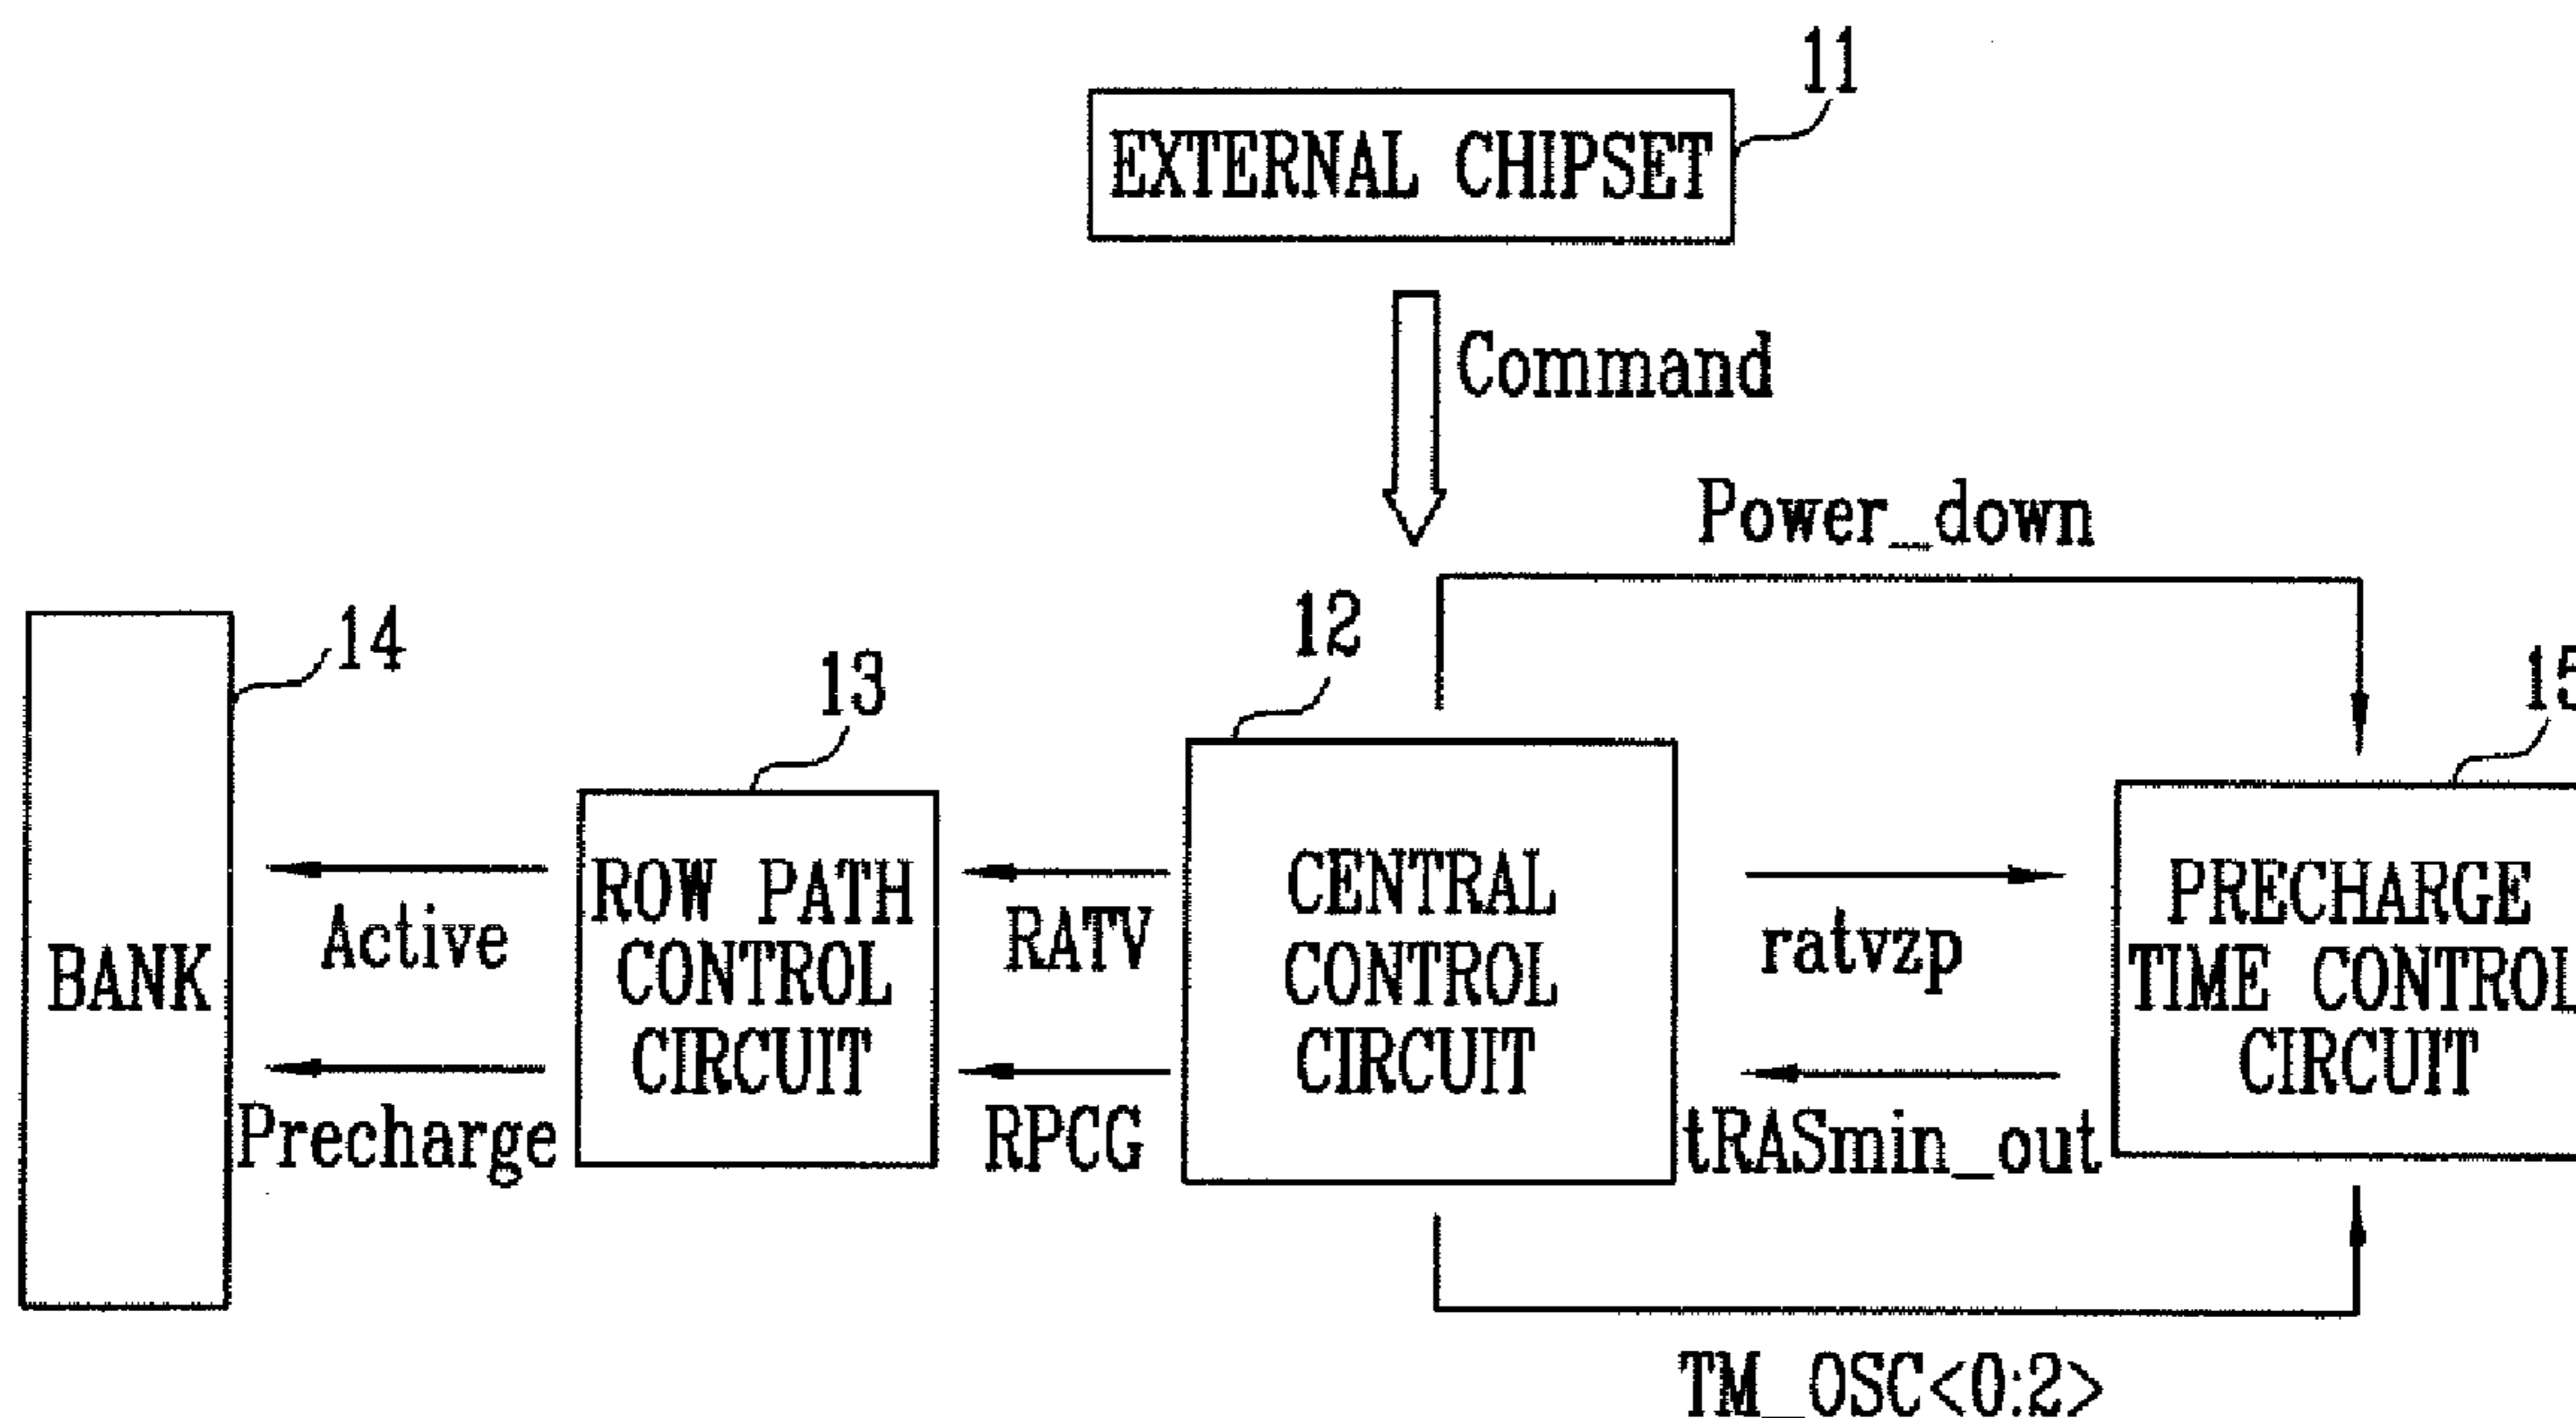 11
EXTERNAL CHIPSET
Command
Power_down
14
13
12
15
BANK
Active
Precharge
ROW PATH
CONTROL
CIRCUIT
RATV
RPCG
CENTRAL
CONTROL
CIRCUIT
ratvzp
tRASmin_out
PRECHARGE
TIME CONTROL
CIRCUIT
TM_OSC<0:2>